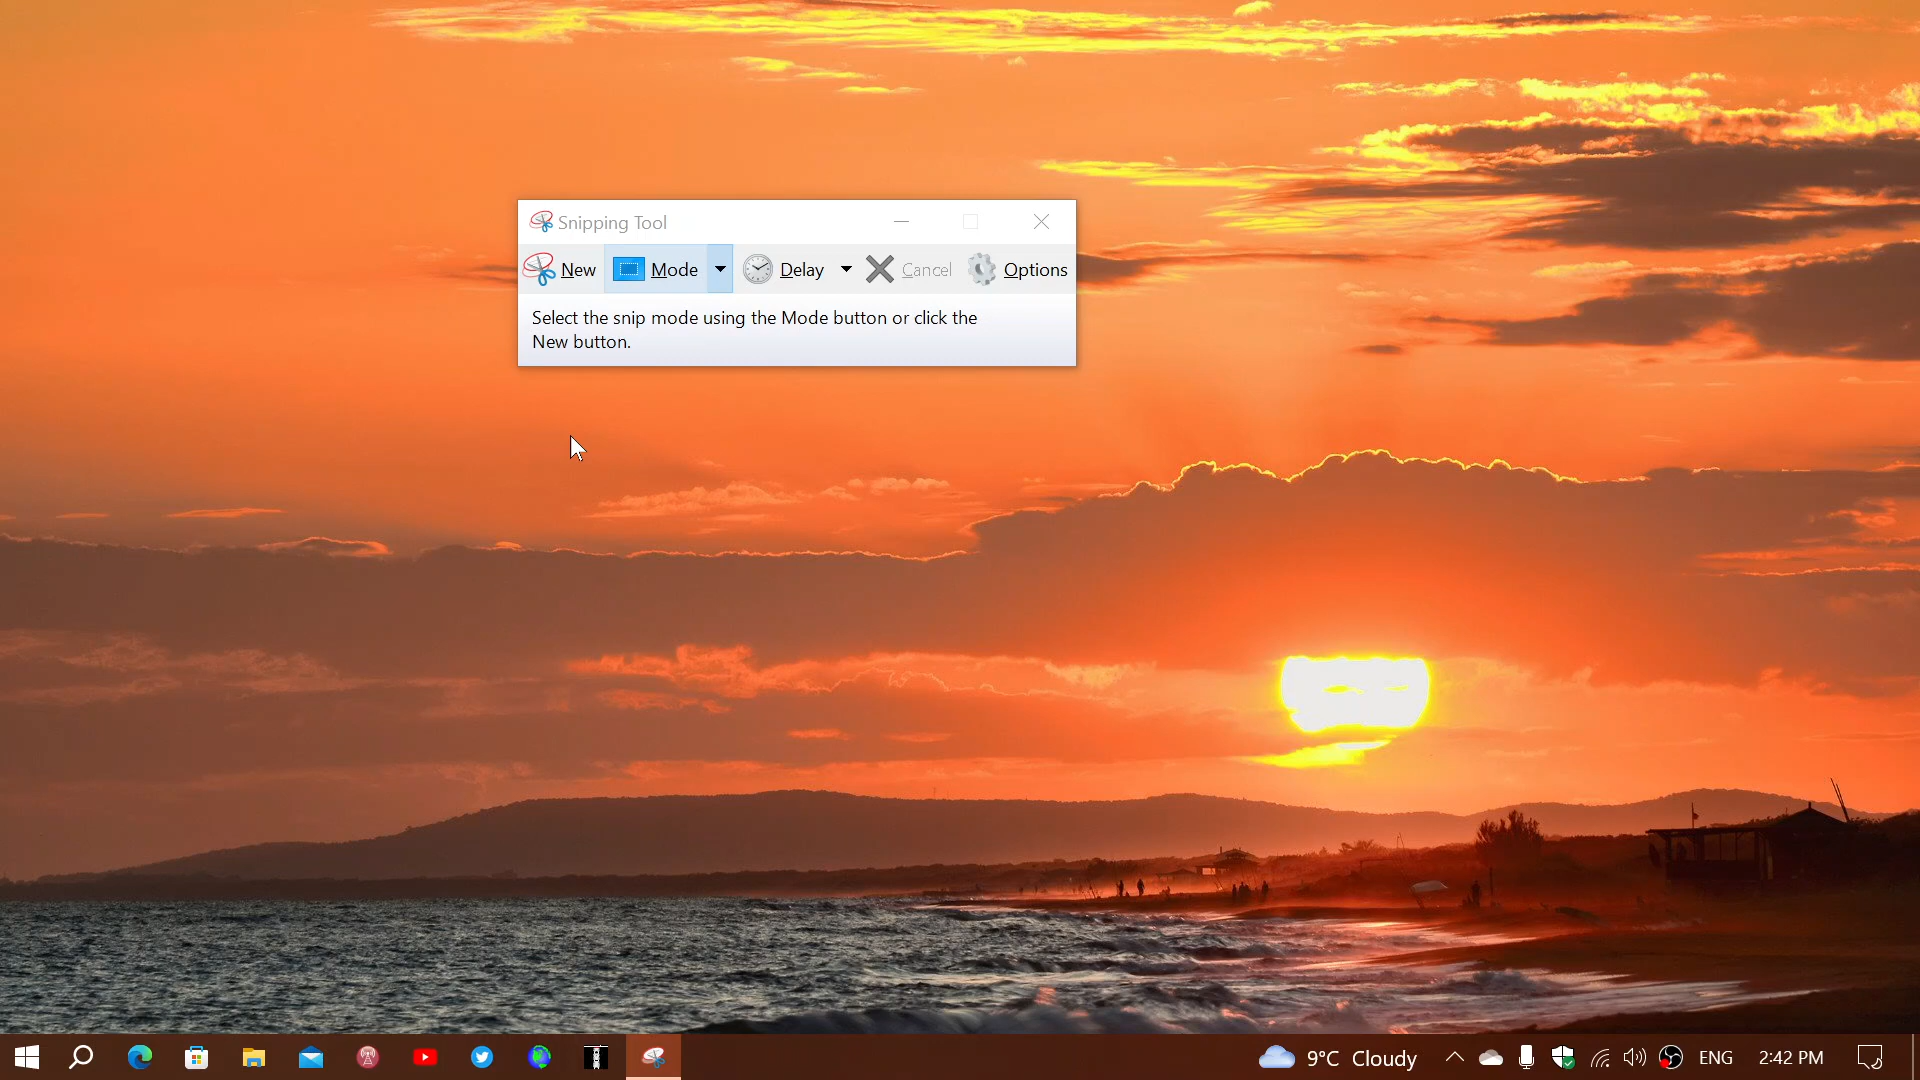 Snipping Tool
New Mode Delay Cancel Options
Select the snip mode using the Mode button or click the
New button.
9°C Cloudy ENG 2:42 PM